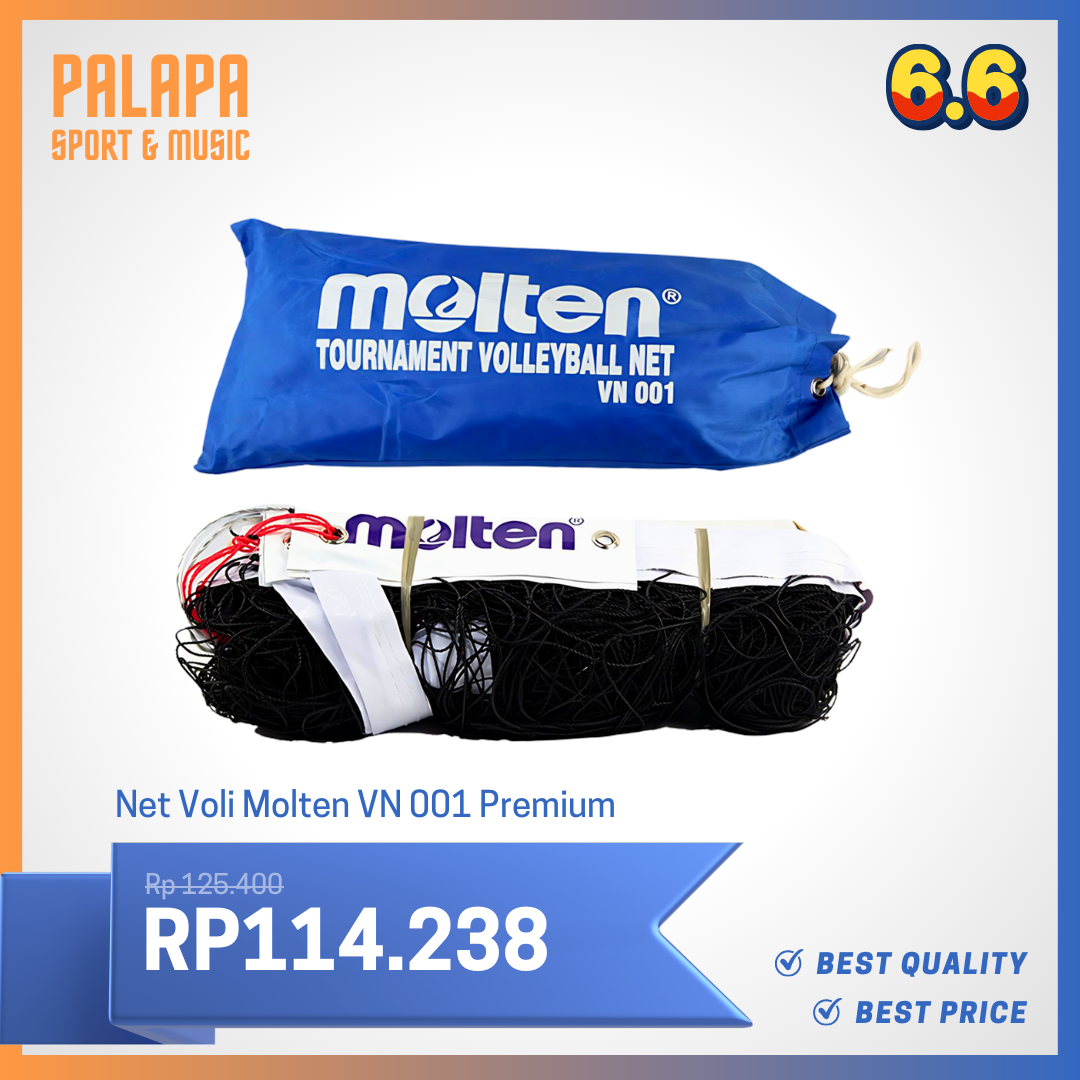 PALAPA
SPORT & MUSIC
6.6
molten®
TOURNAMENT VOLLEYBALL NET
VN 001
molten®
Net Voli Molten VN 001 Premium
Rp 125.400
RP114.238
BEST QUALITY
BEST PRICE